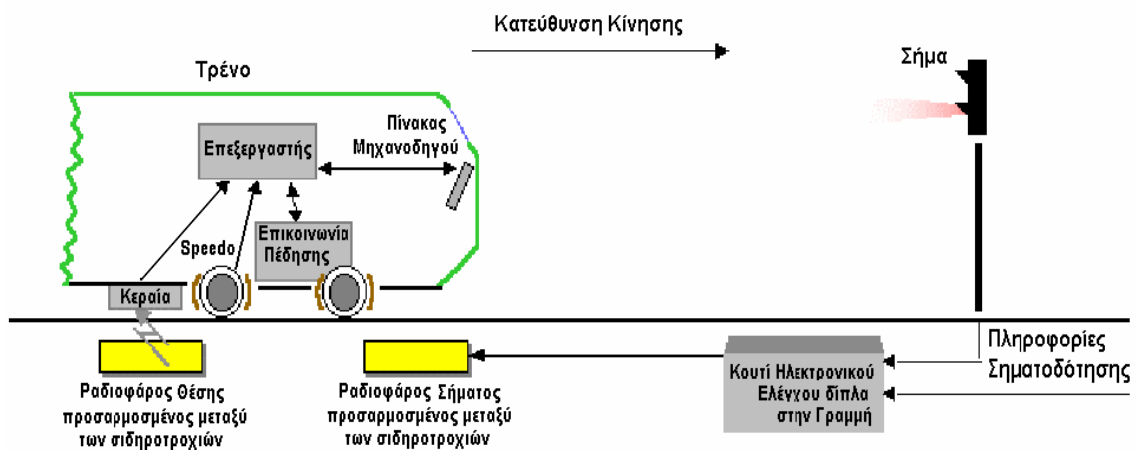 Κατεύθυνση Κίνησης
Τρένο
Σήμα
Πίνακας
Μηχανοδηγού
Επεξεργαστής
Speedo
Επικοινωνία
Πέδησης
Κεραία
Πληροφορίες
Σηματοδότησης
Ραδιοφάρος Θέσης
προσαρμοσμένος μεταξύ
των σιδηροτροχιών
Ραδιοφάρος Σήματος
προσαρμοσμένος μεταξύ
των σιδηροτροχιών
Κουτί Ηλεκτρονικού
Ελέγχου δίπλα
στην Γραμμή